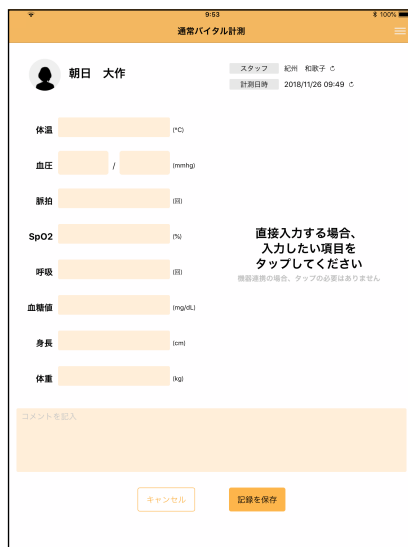 9:53
100%
通常バイタル計測
朝日 大作
スタッフ 紀州 和歌子
計測日時 2018/11/26 09:49
体温 (°C)
血圧 / (mmhg)
脈拍 (回)
SpO2 (%)
呼吸 (回)
血糖値 (mg/dL)
身長 (cm)
体重 (kg)
直接入力する場合、
入力したい項目を
タップしてください
機器連携の場合、タップの必要はありません
コメントを記入
キャンセル 記録を保存